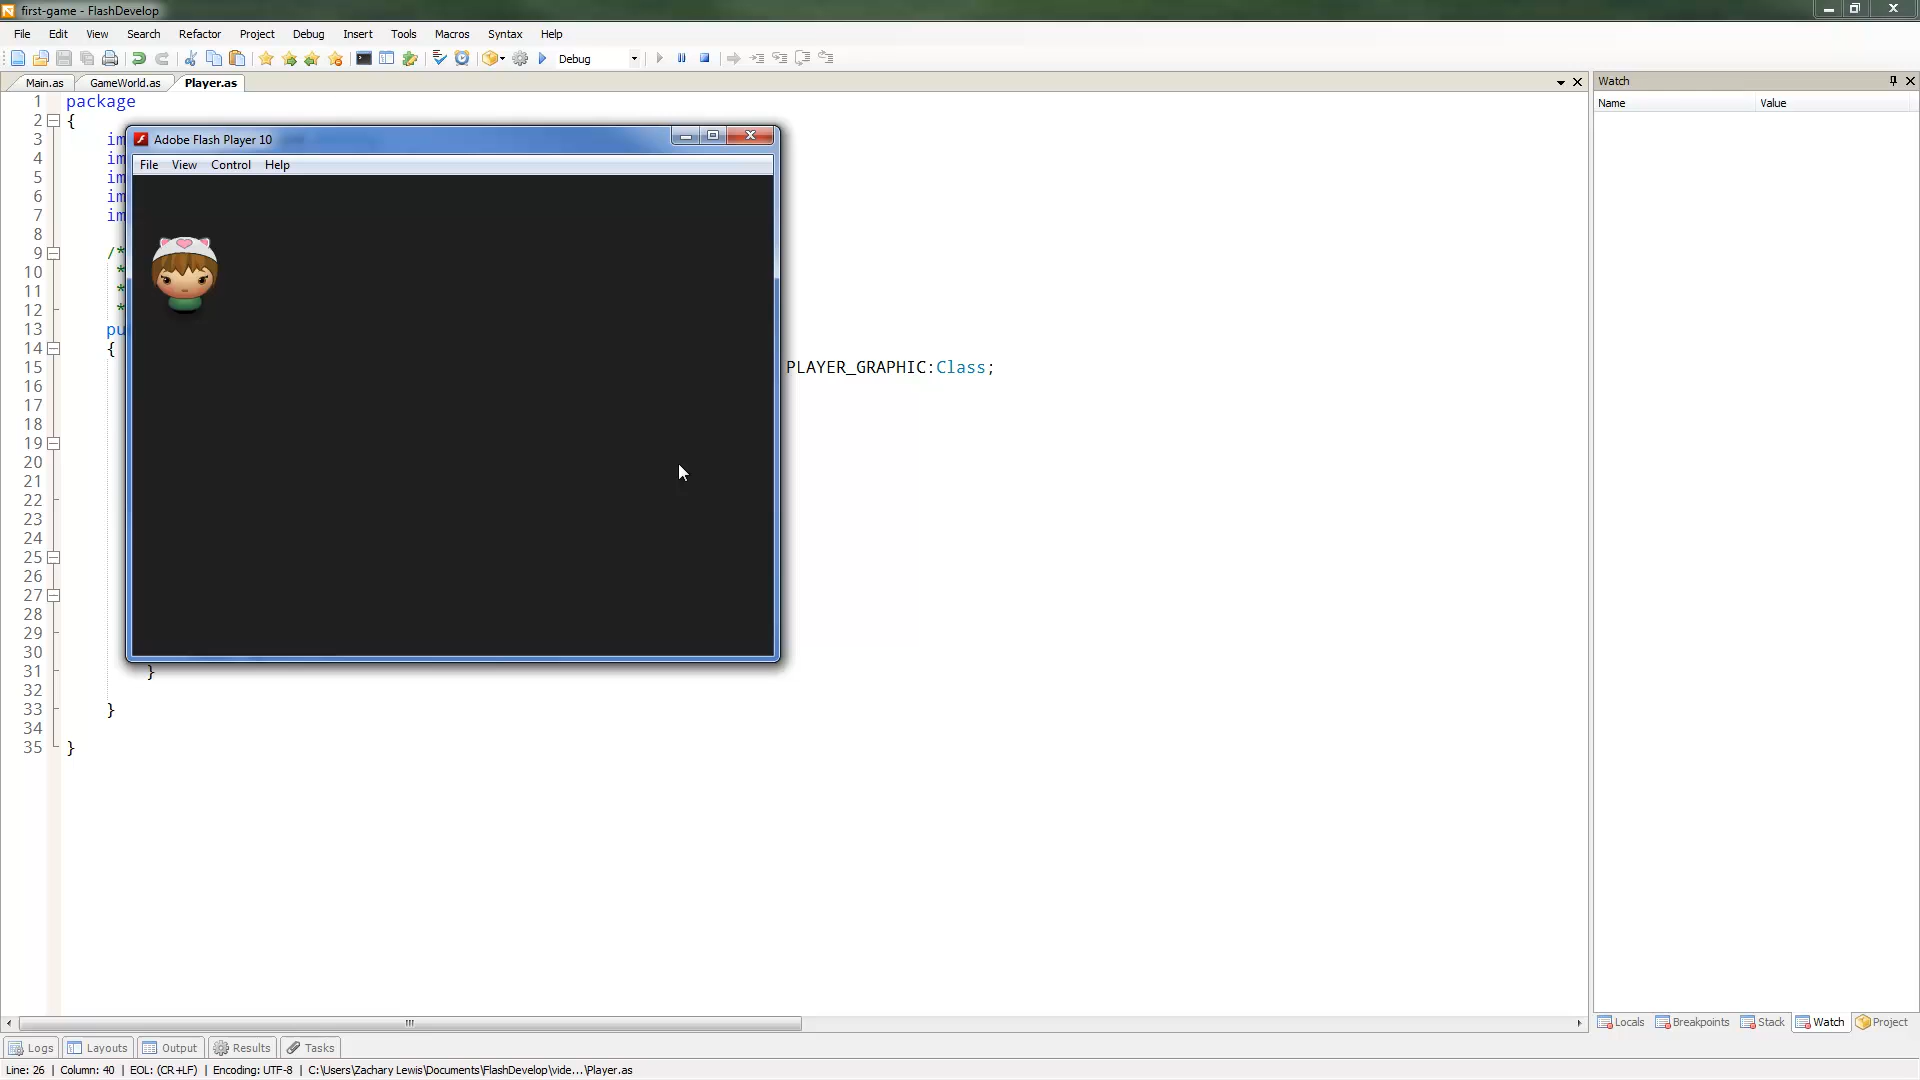 first-game - FlashDevelop
File Edit View Search Refactor Project Debug Insert Tools Macros Syntax Help
Debug
Main.as GameWorld.as Player.as
Watch
Name Value
1 package
2 {
3 im
4 im
5 im
6 im
7 im
8
9 /*
10 *
11 *
12 *
13 pu
14 {
15 PLAYER_GRAPHIC:Class;
16
17
18
19
20
21
22
23
24
25
26
27
28
29
30
31 }
32
33 }
34
35 }
Adobe Flash Player 10
File View Control Help
Locals Breakpoints Stack Watch Project
Logs Layouts Output Results Tasks
Line: 26 | Column: 40 | EOL: (CR+LF) | Encoding: UTF-8 | C:\Users\Zachary Lewis\Documents\FlashDevelop\vide...\Player.as